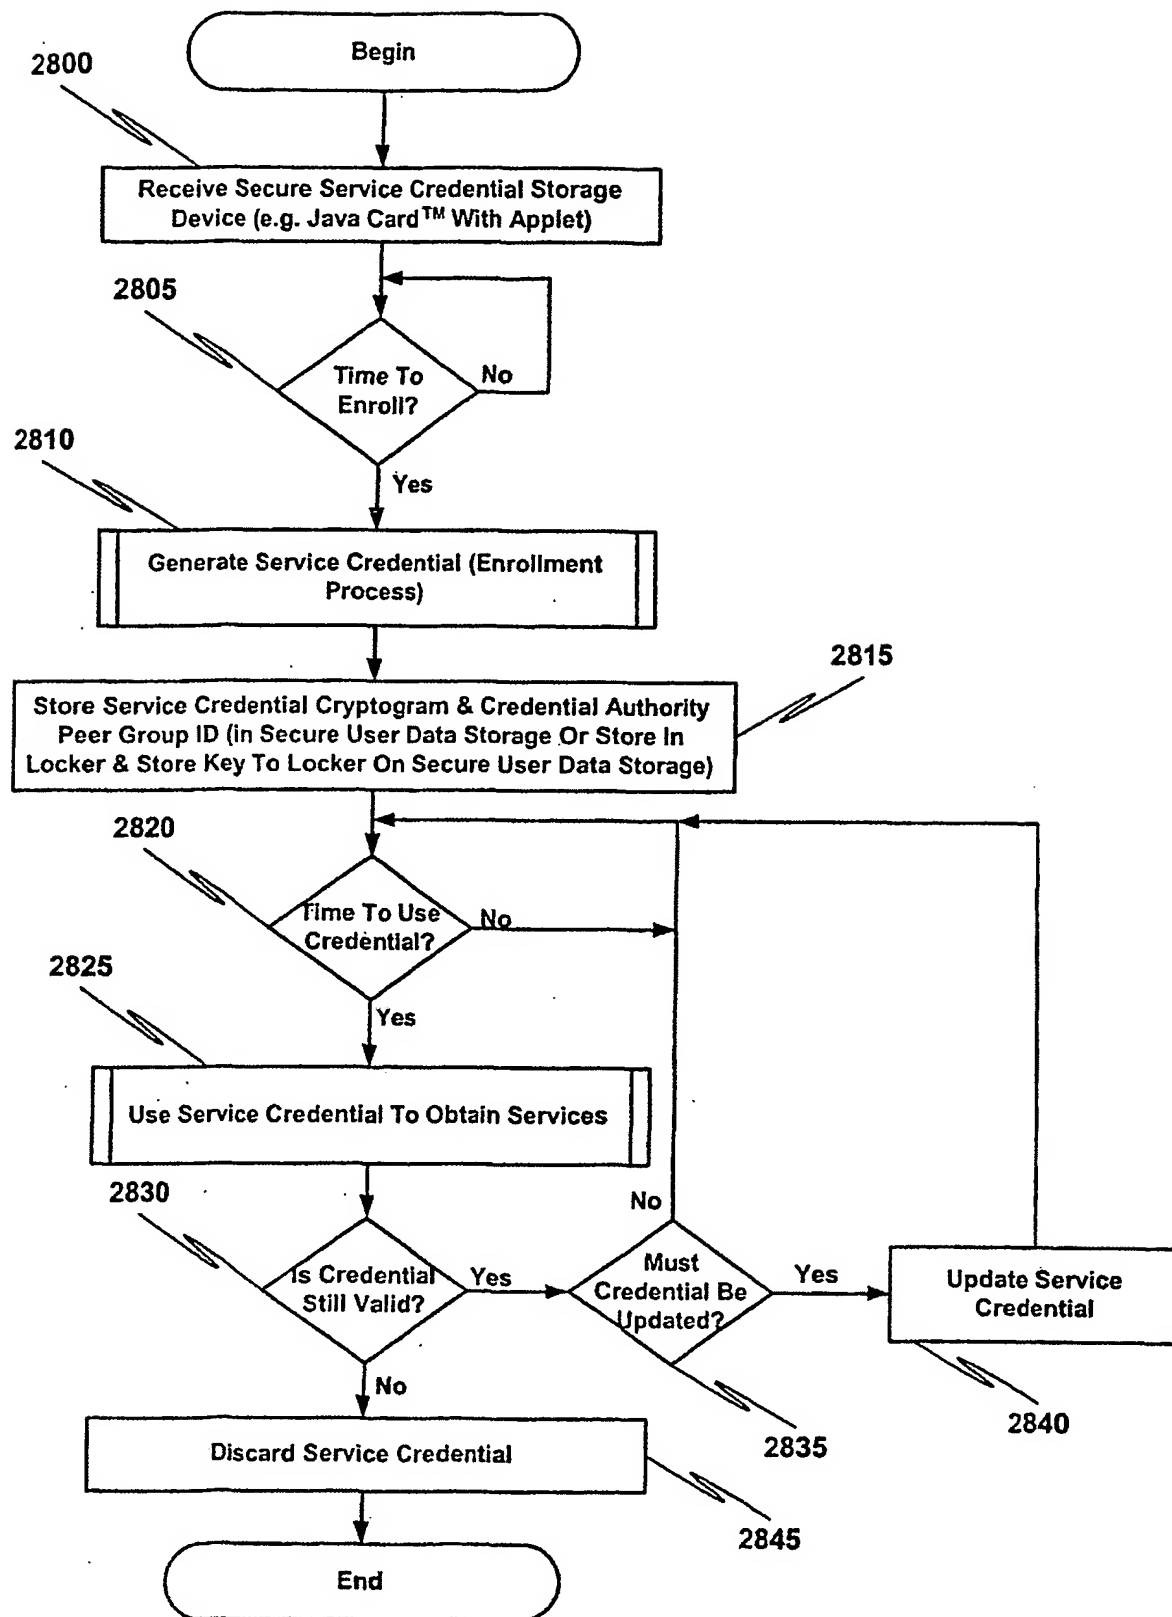 Begin
2800
Receive Secure Service Credential Storage
Device (e.g. Java Card™ With Applet)
2805
Time To
Enroll?
No
Yes
2810
Generate Service Credential (Enrollment
Process)
2815
Store Service Credential Cryptogram & Credential Authority
Peer Group ID (in Secure User Data Storage Or Store In
Locker & Store Key To Locker On Secure User Data Storage)
2820
Time To Use
Credential?
No
Yes
2825
Use Service Credential To Obtain Services
2830
Is Credential
Still Valid?
Yes
No
Must
Credential Be
Updated?
No
Yes
2835
Update Service
Credential
2840
Discard Service Credential
2845
End